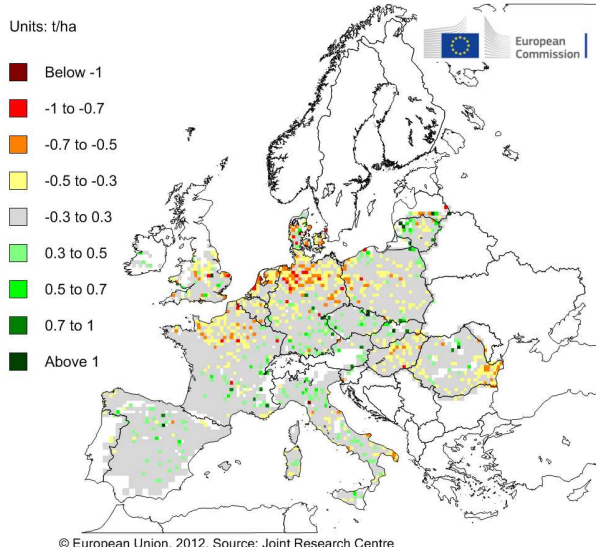 Units: t/ha
European
Commission
Below -1
-1 to -0.7
-0.7 to -0.5
-0.5 to -0.3
-0.3 to 0.3
0.3 to 0.5
0.5 to 0.7
0.7 to 1
Above 1
© European Union, 2012. Source: Joint Research Centre